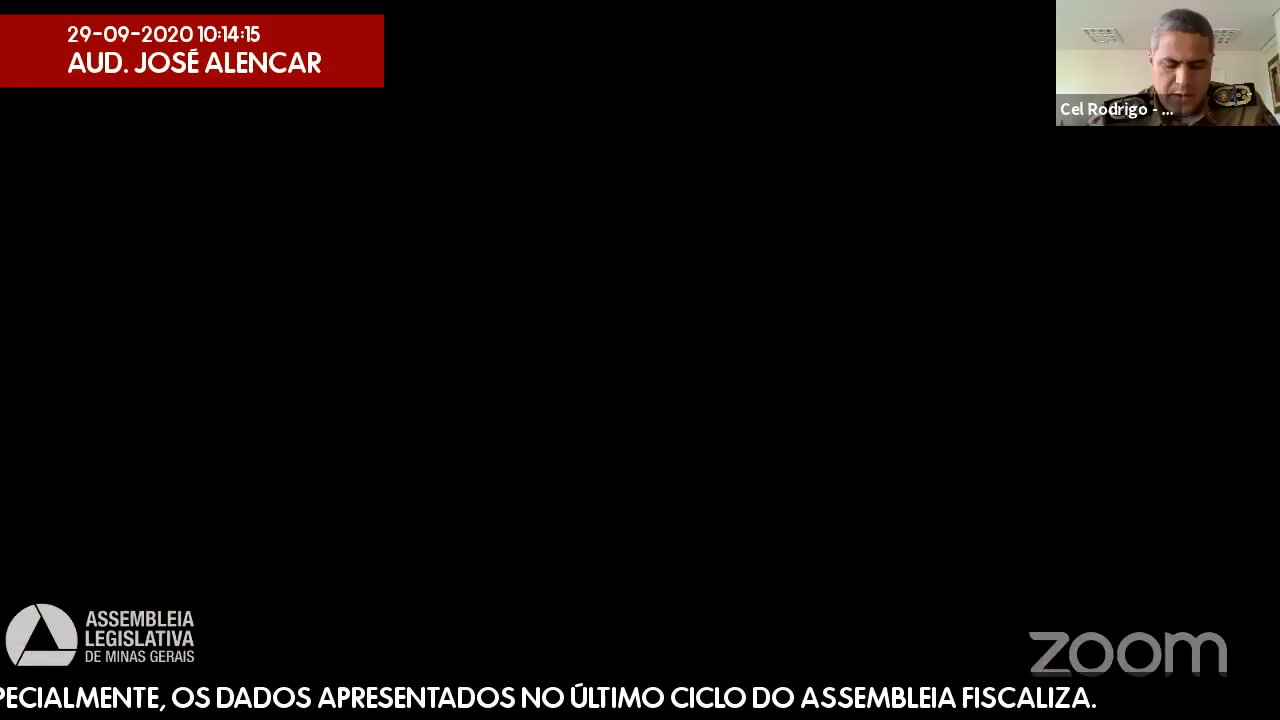 29-09-2020 10:14:15
AUD. JOSÉ ALENCAR
Cel Rodrigo - ...
ASSEMBLEIA
LEGISLATIVA
DE MINAS GERAIS
zoom
PECIALMENTE, OS DADOS APRESENTADOS NO ÚLTIMO CICLO DO ASSEMBLEIA FISCALIZA.